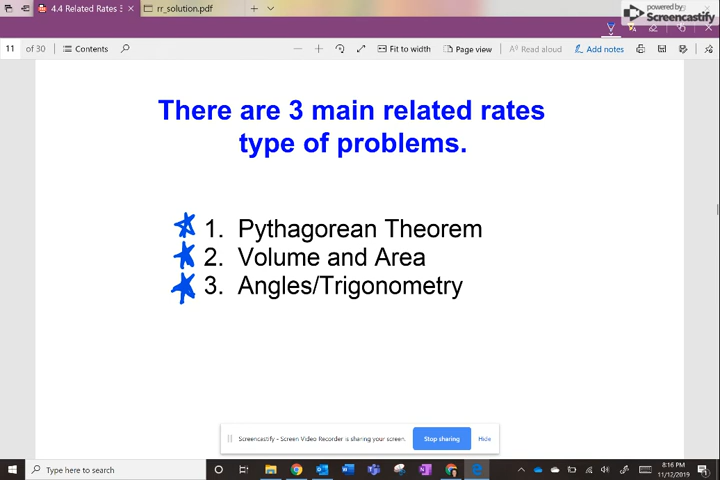 4.4 Related Rates
rr_solution.pdf
powered by
Screencastify
11 of 30
Contents
Fit to width
Page view
Read aloud
Add notes
There are 3 main related rates
type of problems.
1. Pythagorean Theorem
2. Volume and Area
3. Angles/Trigonometry
Screencastify - Screen Video Recorder is sharing your screen.
Stop sharing
Hide
Type here to search
8:16 PM
11/12/2019